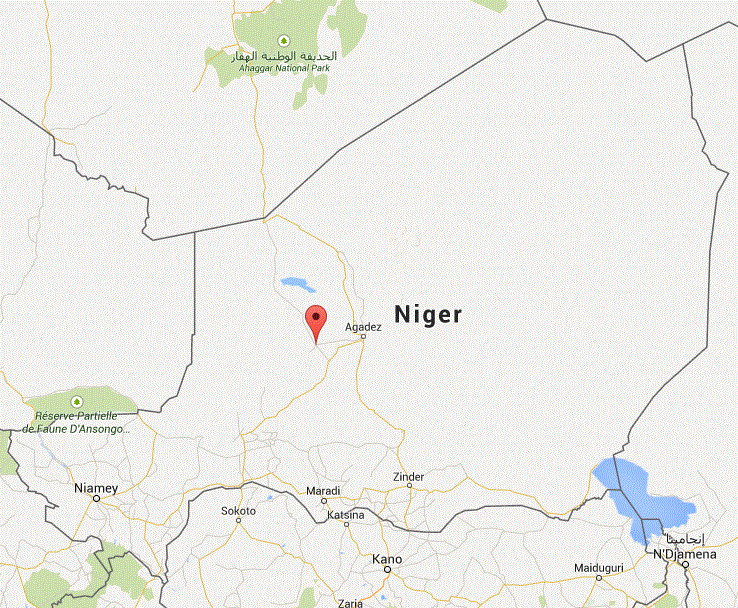 الحديقة الوطنية الهقار
Ahaggar National Park
Niger
Agadez
Réserve Partielle
de Faune D'Ansongo...
Niamey
Zinder
Maradi
Sokoto
Katsina
إنجامينا
N'Djamena
Kano
Maiduguri
Zaria